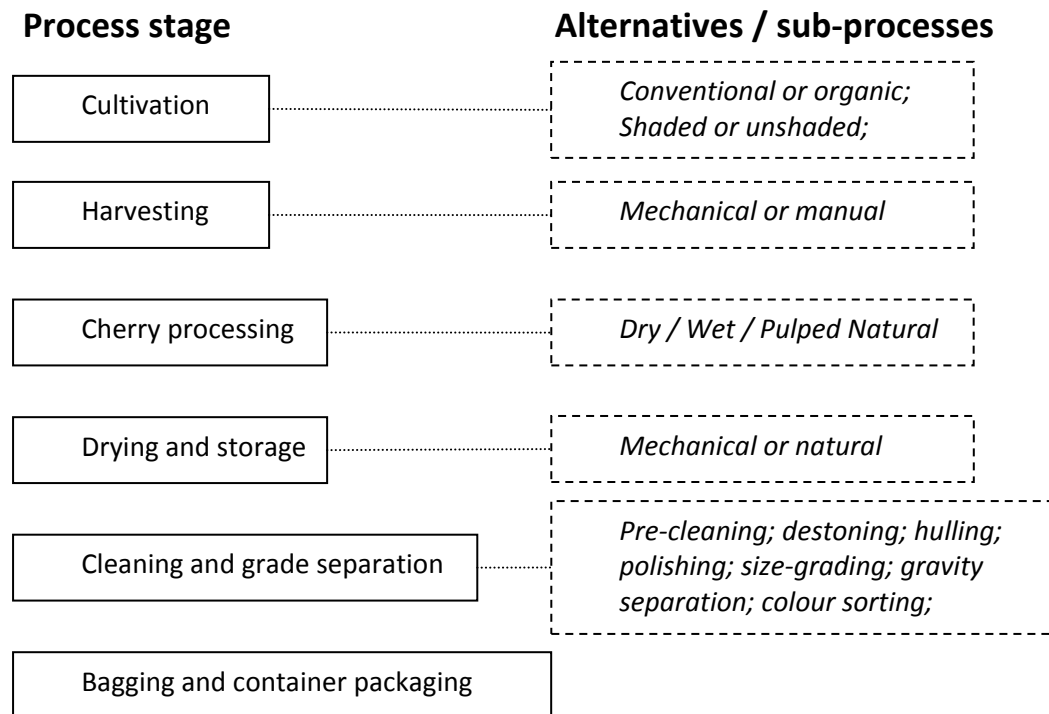 Process stage
Alternatives / sub-processes
Cultivation
Conventional or organic;
Shaded or unshaded;
Harvesting
Mechanical or manual
Cherry processing
Dry / Wet / Pulped Natural
Drying and storage
Mechanical or natural
Cleaning and grade separation
Pre-cleaning; destoning; hulling;
polishing; size-grading; gravity
separation; colour sorting;
Bagging and container packaging